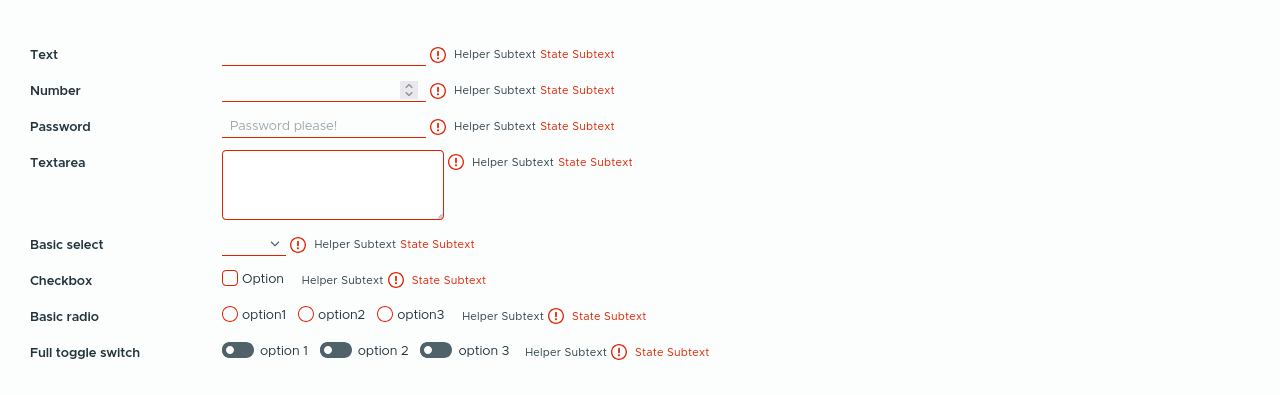 Text Helper Subtext State Subtext
Number Helper Subtext State Subtext
Password Password please! Helper Subtext State Subtext
Textarea Helper Subtext State Subtext
Basic select Helper Subtext State Subtext
Checkbox Option Helper Subtext State Subtext
Basic radio option1 option2 option3 Helper Subtext State Subtext
Full toggle switch option 1 option 2 option 3 Helper Subtext State Subtext